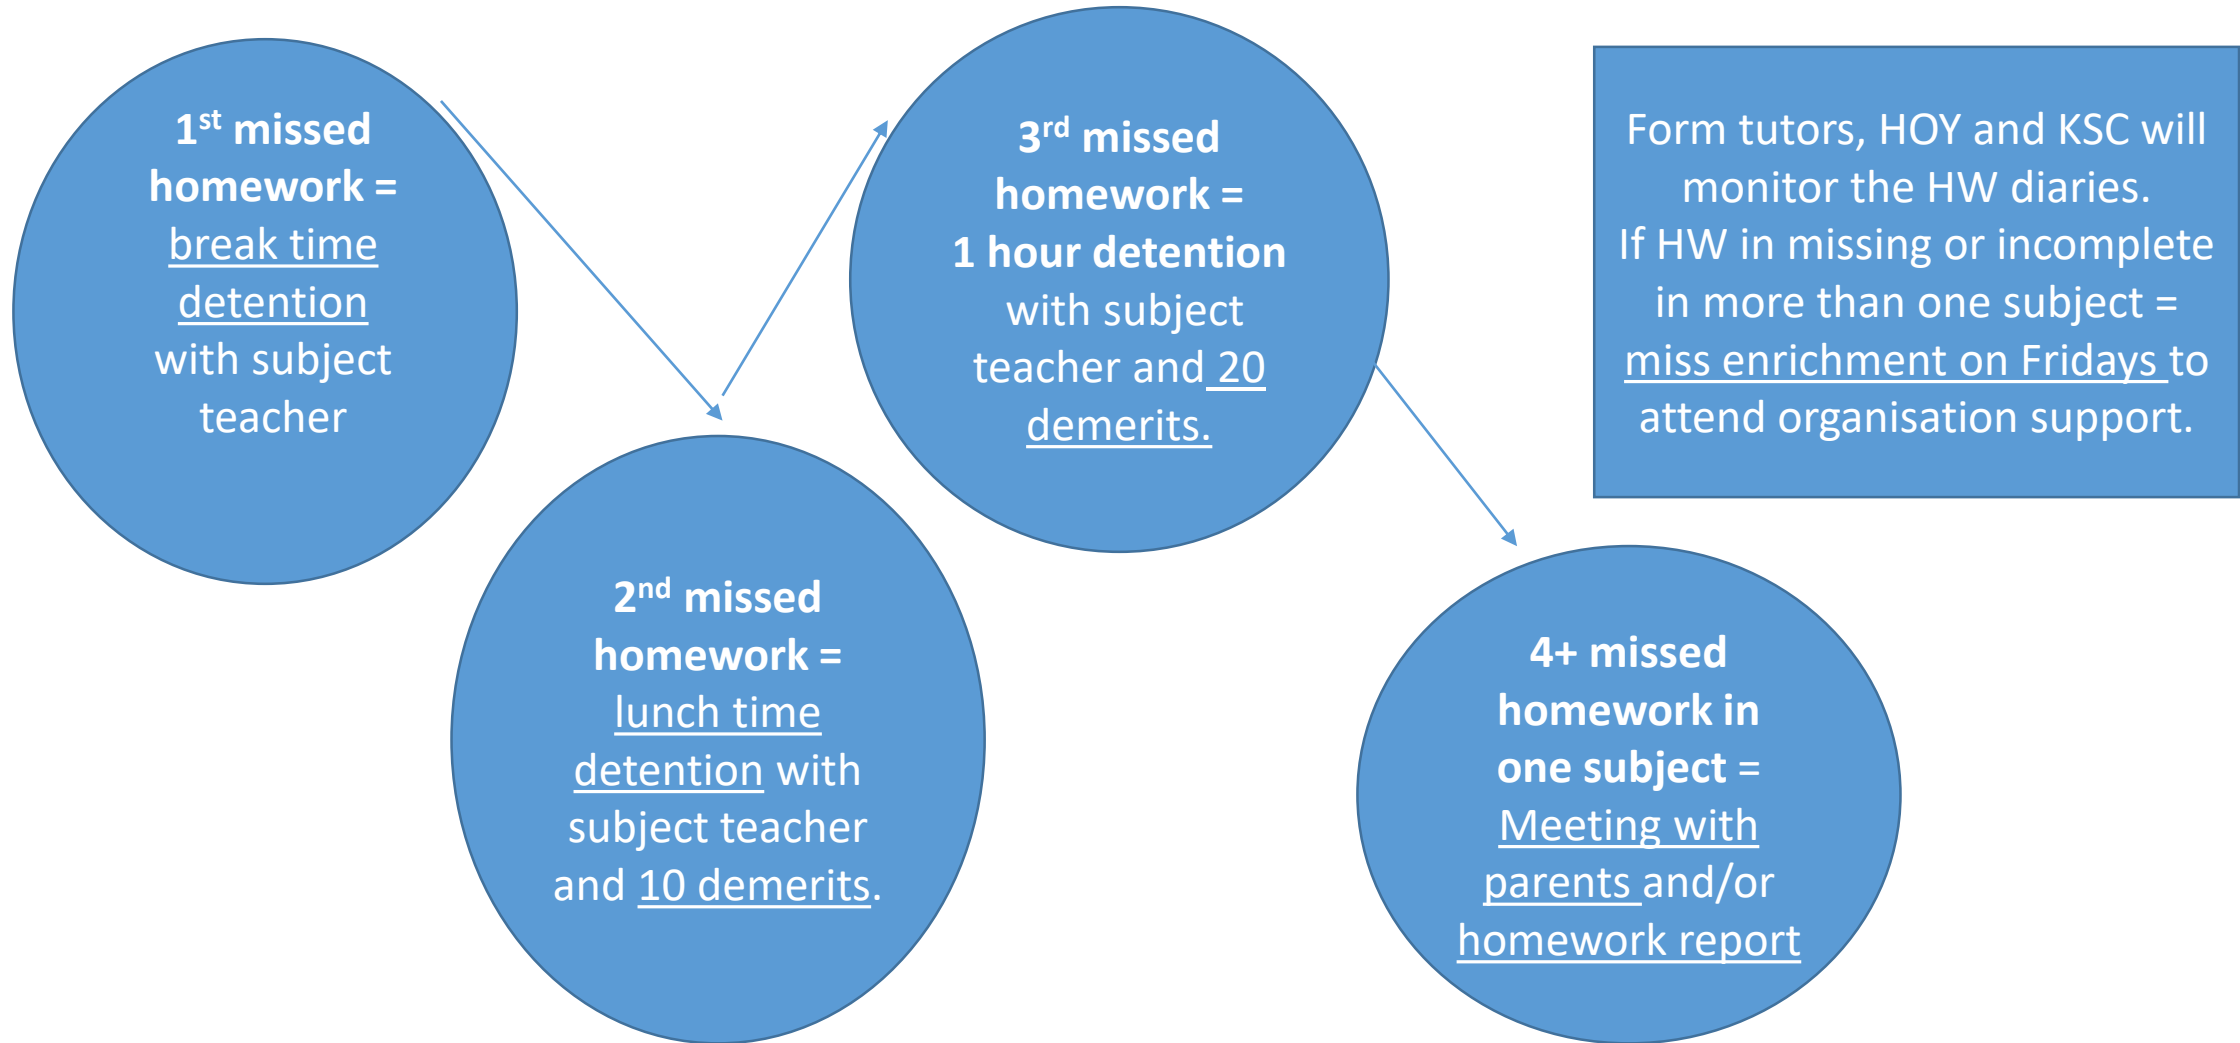 1st missed
homework =
break time
detention
with subject
teacher
2nd missed
homework =
lunch time
detention with
subject teacher
and 10 demerits.
3rd missed
homework =
1 hour detention
with subject
teacher and 20
demerits.
4+ missed
homework in
one subject =
Meeting with
parents and/or
homework report
Form tutors, HOY and KSC will
monitor the HW diaries.
If HW in missing or incomplete
in more than one subject =
miss enrichment on Fridays to
attend organisation support.